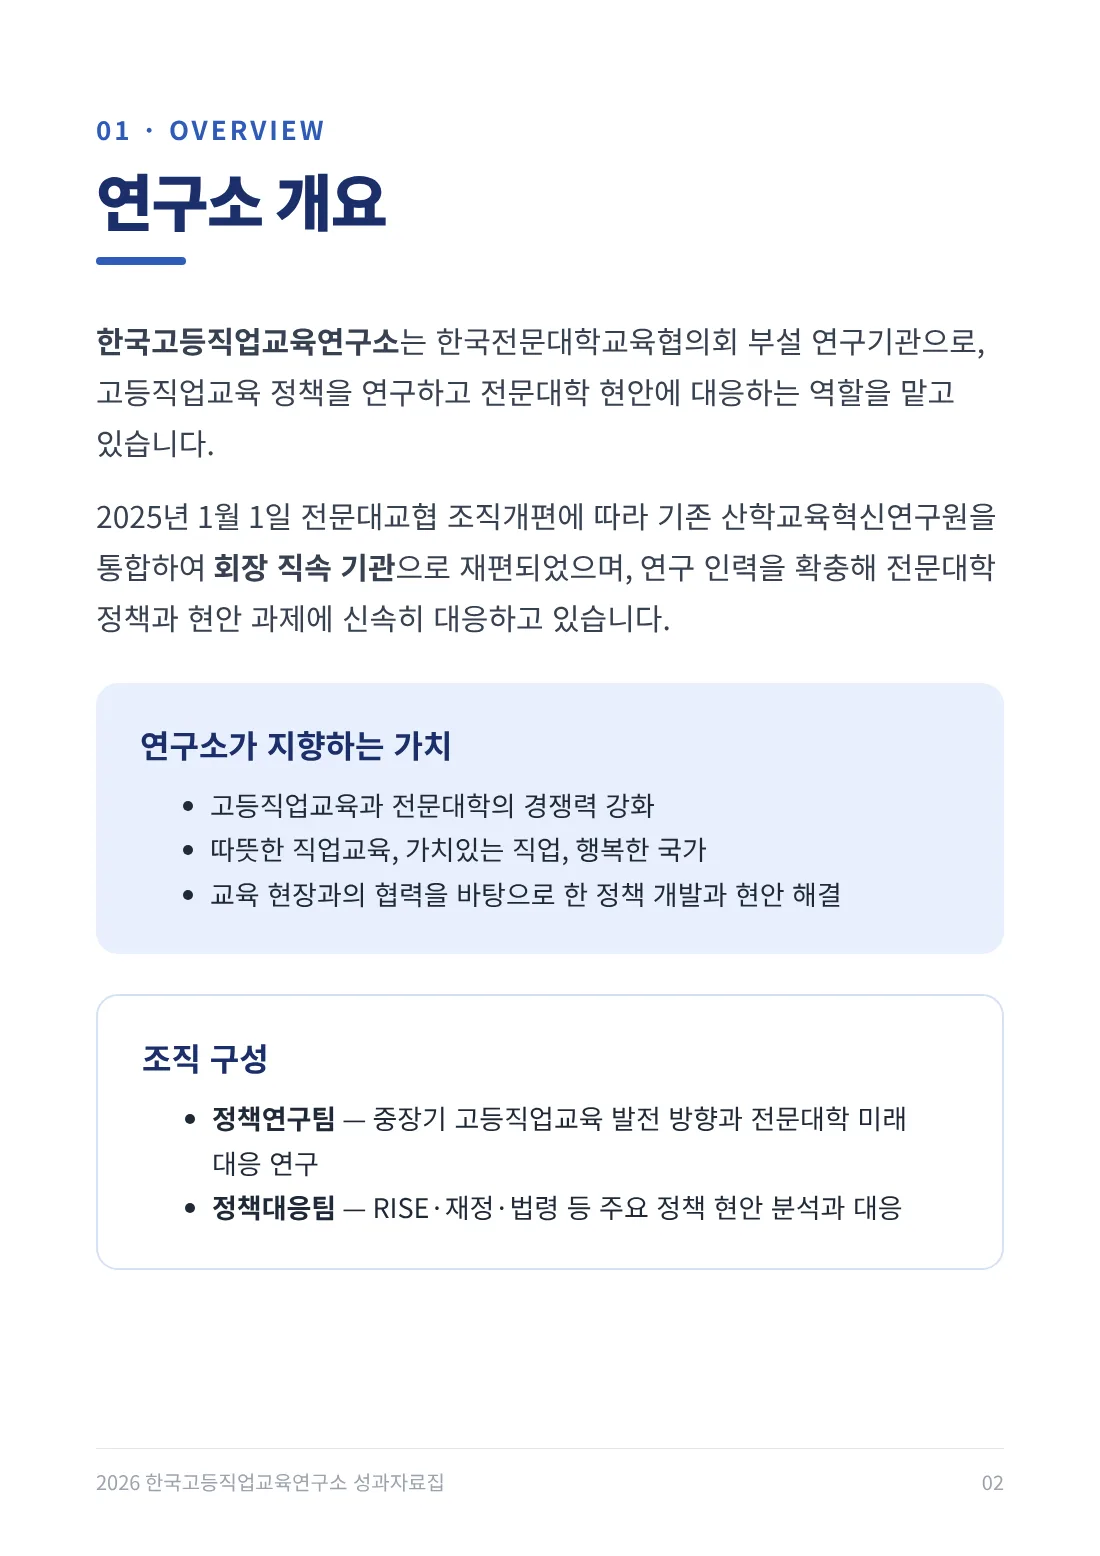 01 · OVERVIEW
연구소 개요
한국고등직업교육연구소는 한국전문대학교육협의회 부설 연구기관으로,
고등직업교육 정책을 연구하고 전문대학 현안에 대응하는 역할을 맡고
있습니다.
2025년 1월 1일 전문대교협 조직개편에 따라 기존 산학교육혁신연구원을
통합하여 회장 직속 기관으로 재편되었으며, 연구 인력을 확충해 전문대학
정책과 현안 과제에 신속히 대응하고 있습니다.
연구소가 지향하는 가치
• 고등직업교육과 전문대학의 경쟁력 강화
• 따뜻한 직업교육, 가치있는 직업, 행복한 국가
• 교육 현장과의 협력을 바탕으로 한 정책 개발과 현안 해결
조직 구성
• 정책연구팀 — 중장기 고등직업교육 발전 방향과 전문대학 미래
대응 연구
• 정책대응팀 — RISE·재정·법령 등 주요 정책 현안 분석과 대응
2026 한국고등직업교육연구소 성과자료집
02